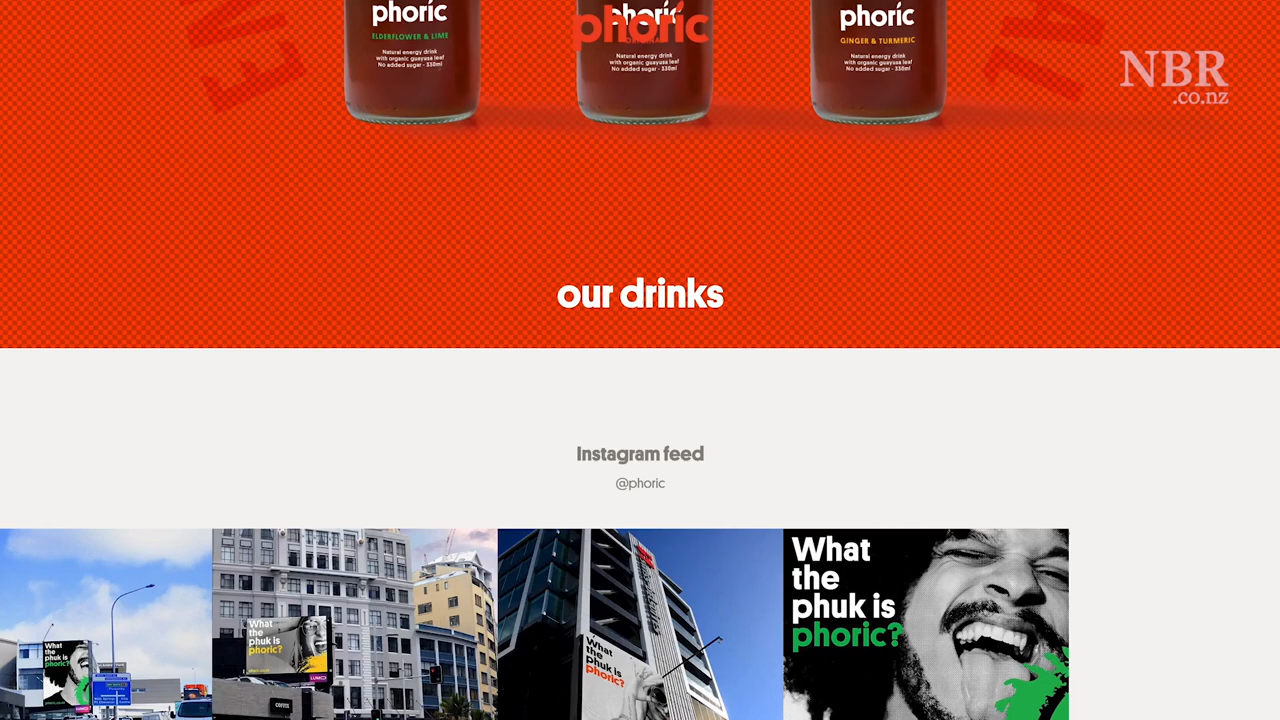 phoric
phoric
phoric
phoric
ELDERFLOWER & LIME
GINGER & TURMERIC
Natural energy drink
with organic guayusa leaf
No added sugar - 330ml
Natural energy drink
with organic guayusa leaf
No added sugar - 330ml
Natural energy drink
with organic guayusa leaf
No added sugar - 330ml
NBR
.co.nz
our drinks
Instagram feed
@phoric
What
the
phuk is
phoric?
What
the
phuk is
phoric?
LUMO
What
the
phuk is
phoric?
What
the
phuk is
phoric?